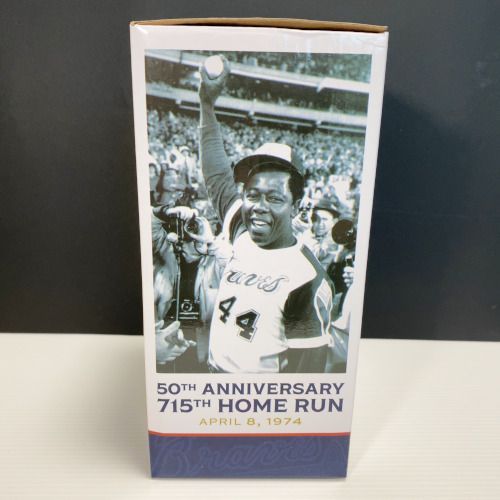 Braves
44
50TH ANNIVERSARY
715TH HOME RUN
APRIL 8, 1974
Braves